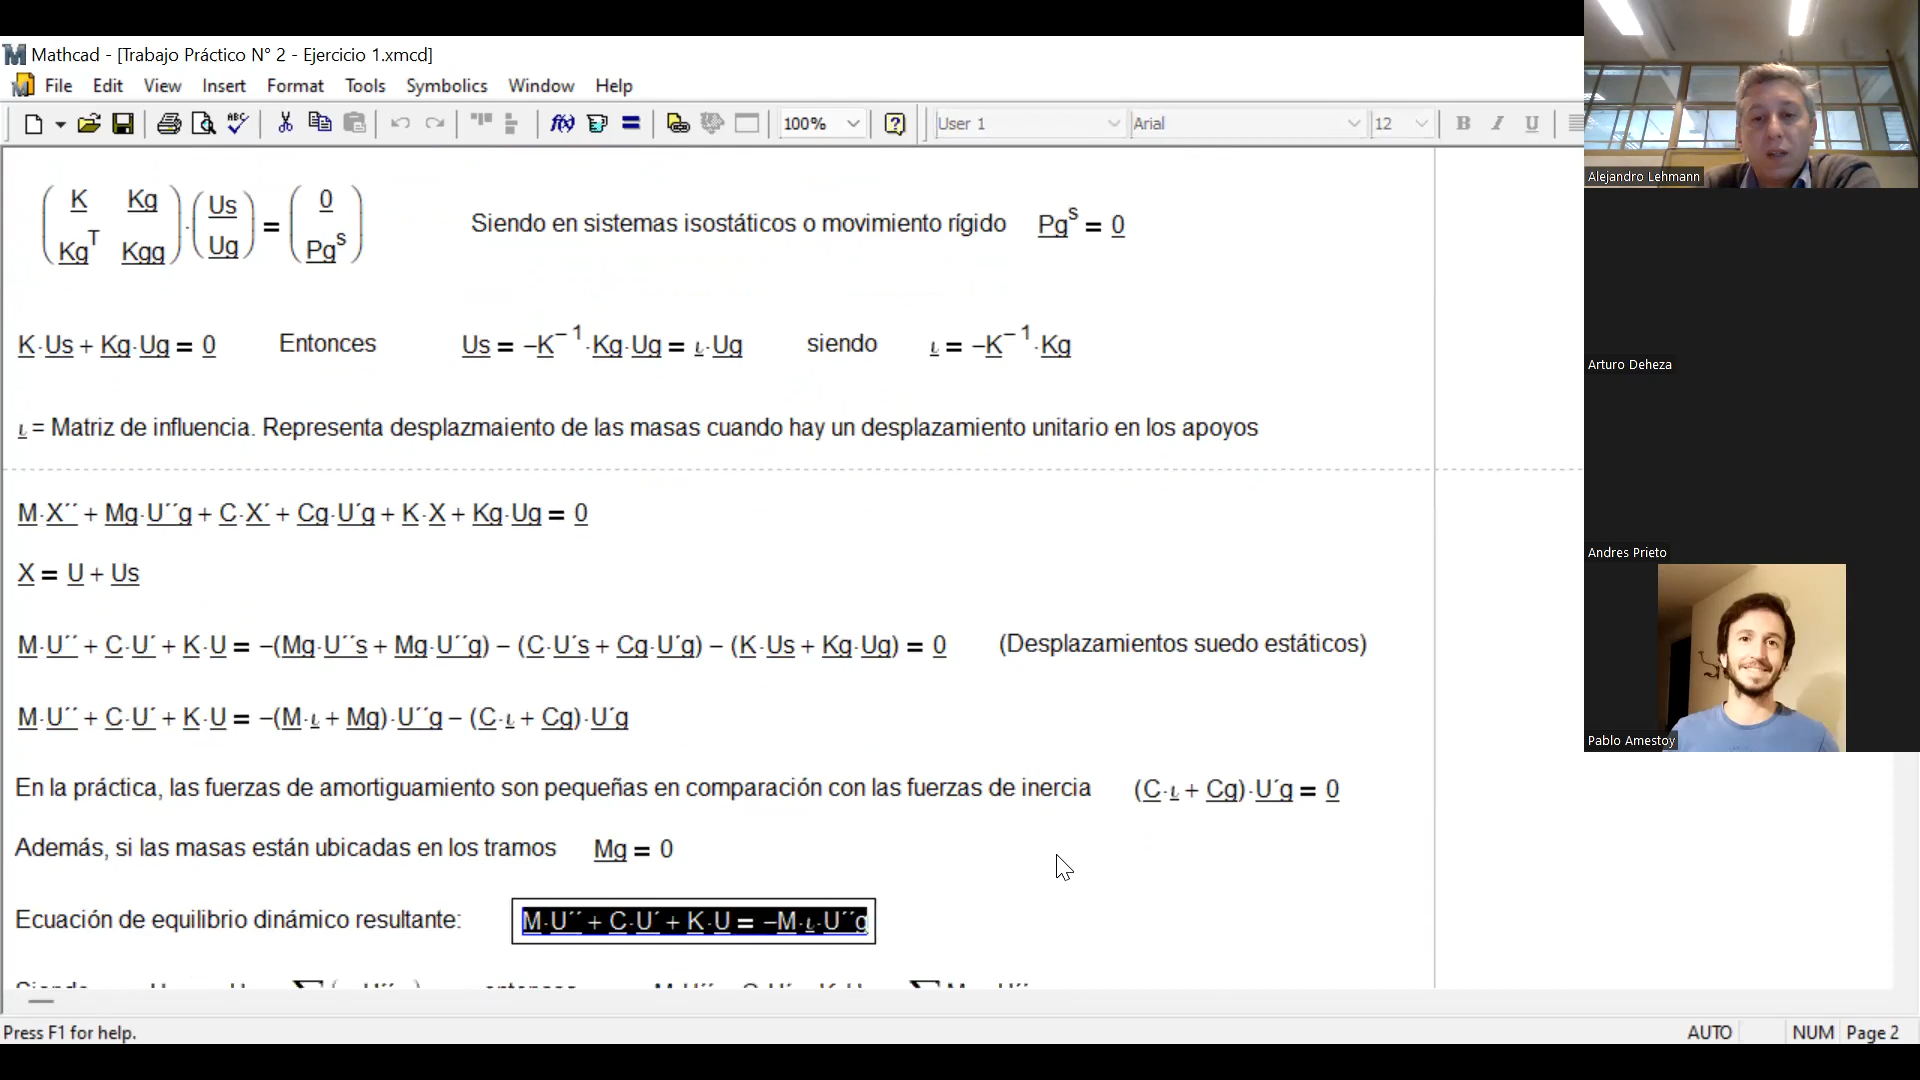 Mathcad - [Trabajo Práctico N° 2 - Ejercicio 1.xmcd]
File Edit View Insert Format Tools Symbolics Window Help
100% User 1 Arial 12 B I U
(K Kg; Kg^T Kgg)·(Us; Ug) = (0; Pg^s) Siendo en sistemas isostáticos o movimiento rígido Pg^s = 0
K·Us + Kg·Ug = 0 Entonces Us = −K^−1·Kg·Ug = ι·Ug siendo ι = −K^−1·Kg
ι = Matriz de influencia. Representa desplazmaiento de las masas cuando hay un desplazamiento unitario en los apoyos
M·X´´ + Mg·U´´g + C·X´ + Cg·U´g + K·X + Kg·Ug = 0
X = U + Us
M·U´´ + C·U´ + K·U = −(Mg·U´´s + Mg·U´´g) − (C·U´s + Cg·U´g) − (K·Us + Kg·Ug) = 0 (Desplazamientos suedo estáticos)
M·U´´ + C·U´ + K·U = −(M·ι + Mg)·U´´g − (C·ι + Cg)·U´g
En la práctica, las fuerzas de amortiguamiento son pequeñas en comparación con las fuerzas de inercia (C·ι + Cg)·U´g = 0
Además, si las masas están ubicadas en los tramos Mg = 0
Ecuación de equilibrio dinámico resultante: M·U´´ + C·U´ + K·U = −M·ι·U´´g
Press F1 for help. AUTO NUM Page 2
Alejandro Lehmann
Arturo Deheza
Andres Prieto
Pablo Amestoy